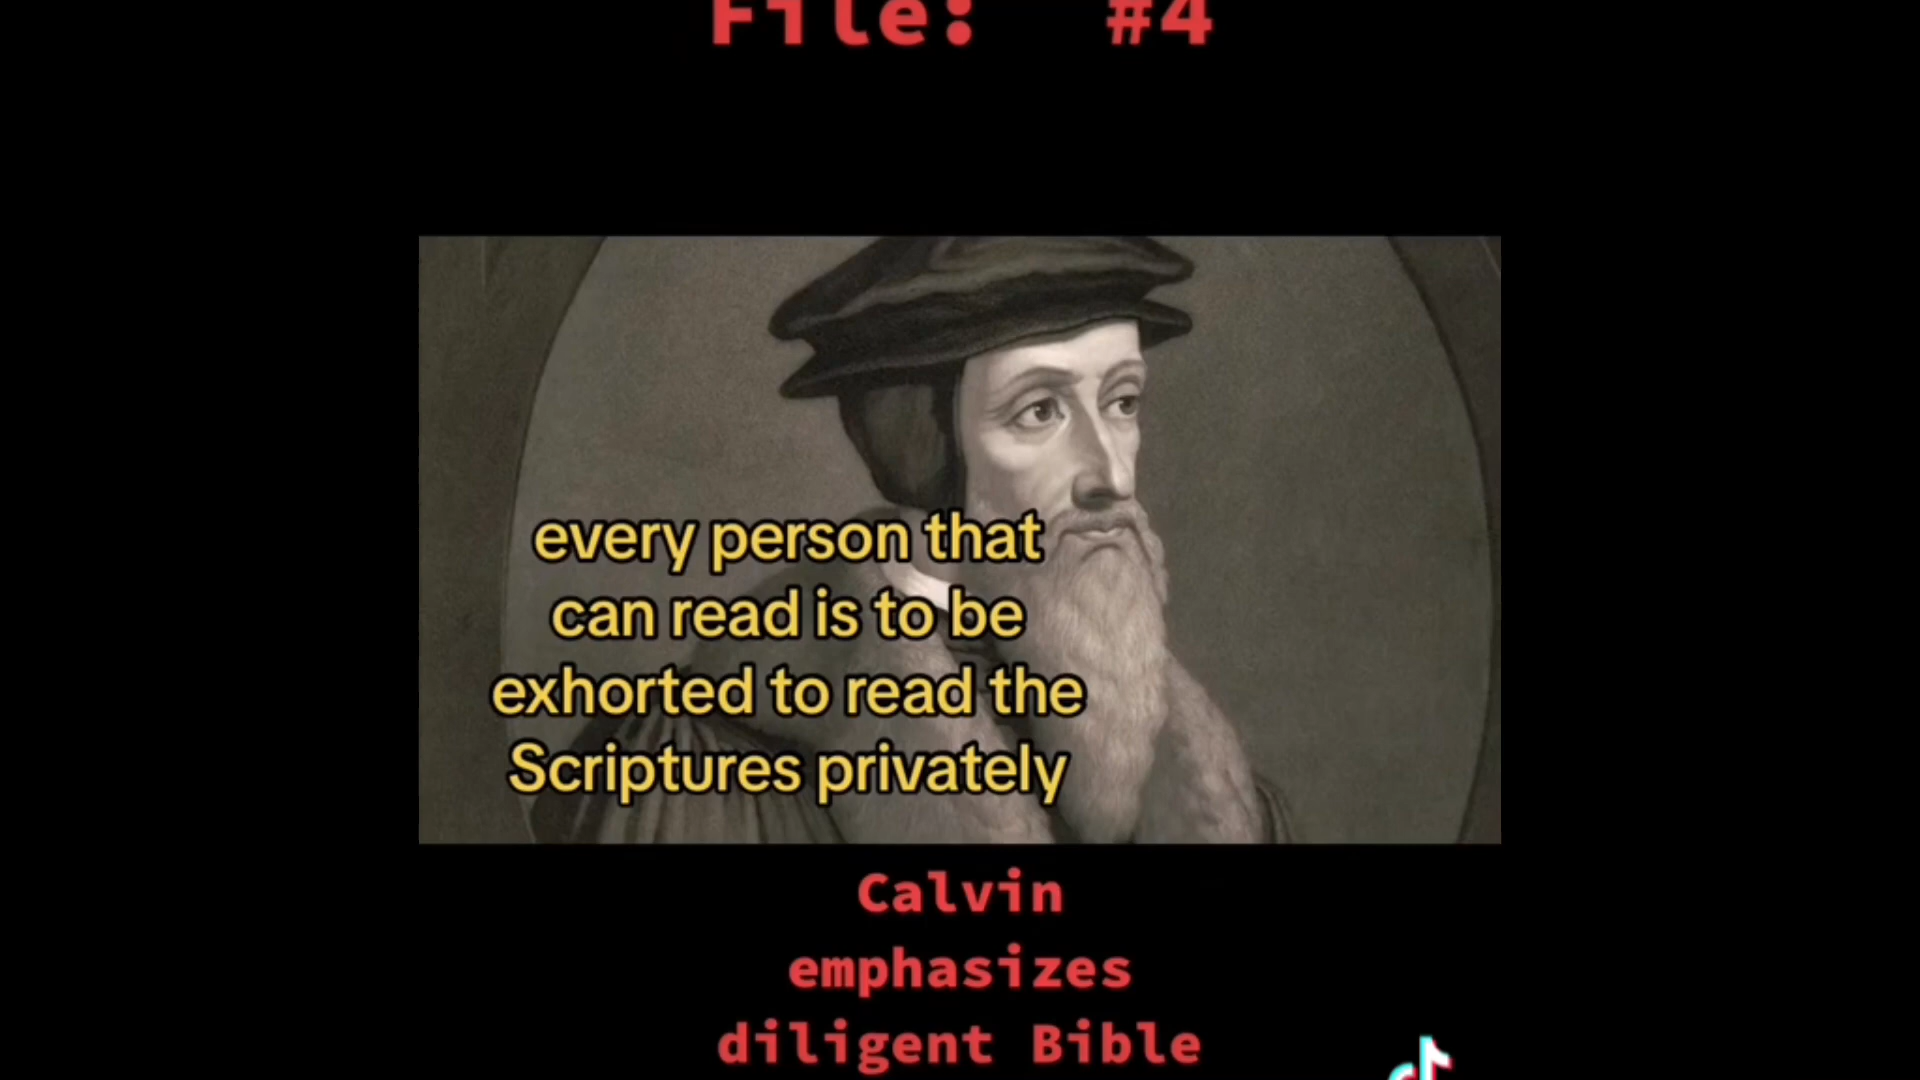 File: #4
every person that
can read is to be
exhorted to read the
Scriptures privately
Calvin
emphasizes
diligent Bible